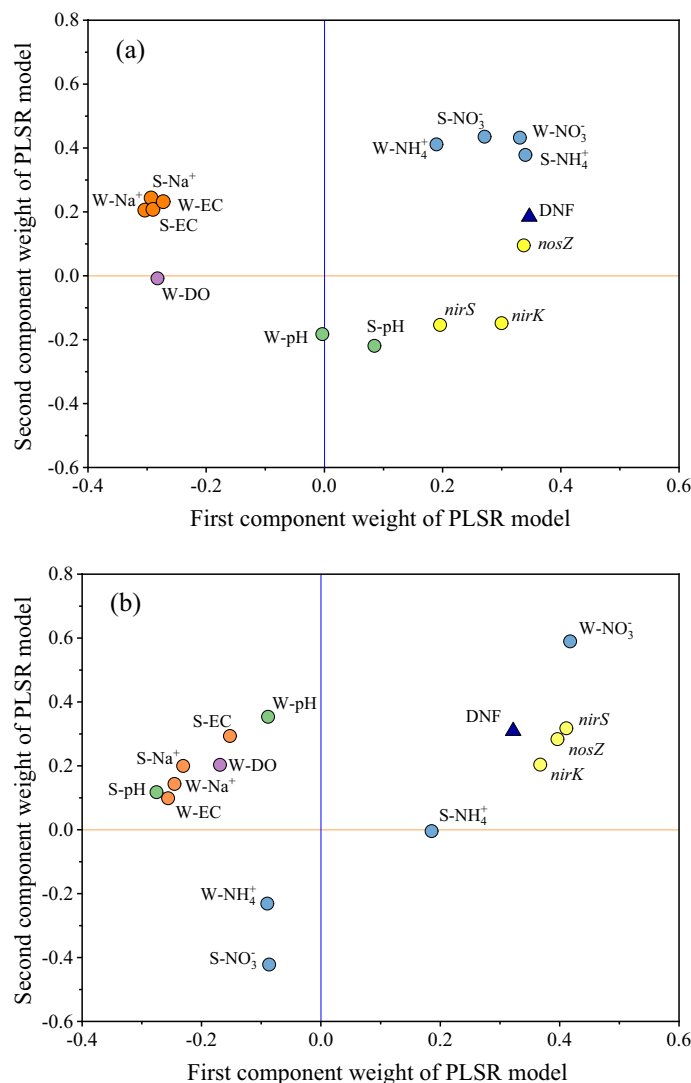 (a)
Second component weight of PLSR model
0.8
0.6
0.4
0.2
0.0
-0.2
-0.4
-0.6
S-NO₃⁻
W-NO₃⁻
W-NH₄⁺
S-NH₄⁺
S-Na⁺
W-Na⁺
W-EC
S-EC
DNF
nosZ
W-DO
W-pH
S-pH
nirS
nirK
-0.4 -0.2 0.0 0.2 0.4 0.6
First component weight of PLSR model
(b)
Second component weight of PLSR model
0.8
0.6
0.4
0.2
0.0
-0.2
-0.4
-0.6
W-NO₃⁻
W-pH
S-EC
DNF
nirS
S-Na⁺
W-DO
nosZ
S-pH
W-Na⁺
nirK
W-EC
S-NH₄⁺
W-NH₄⁺
S-NO₃⁻
-0.4 -0.2 0.0 0.2 0.4 0.6
First component weight of PLSR model